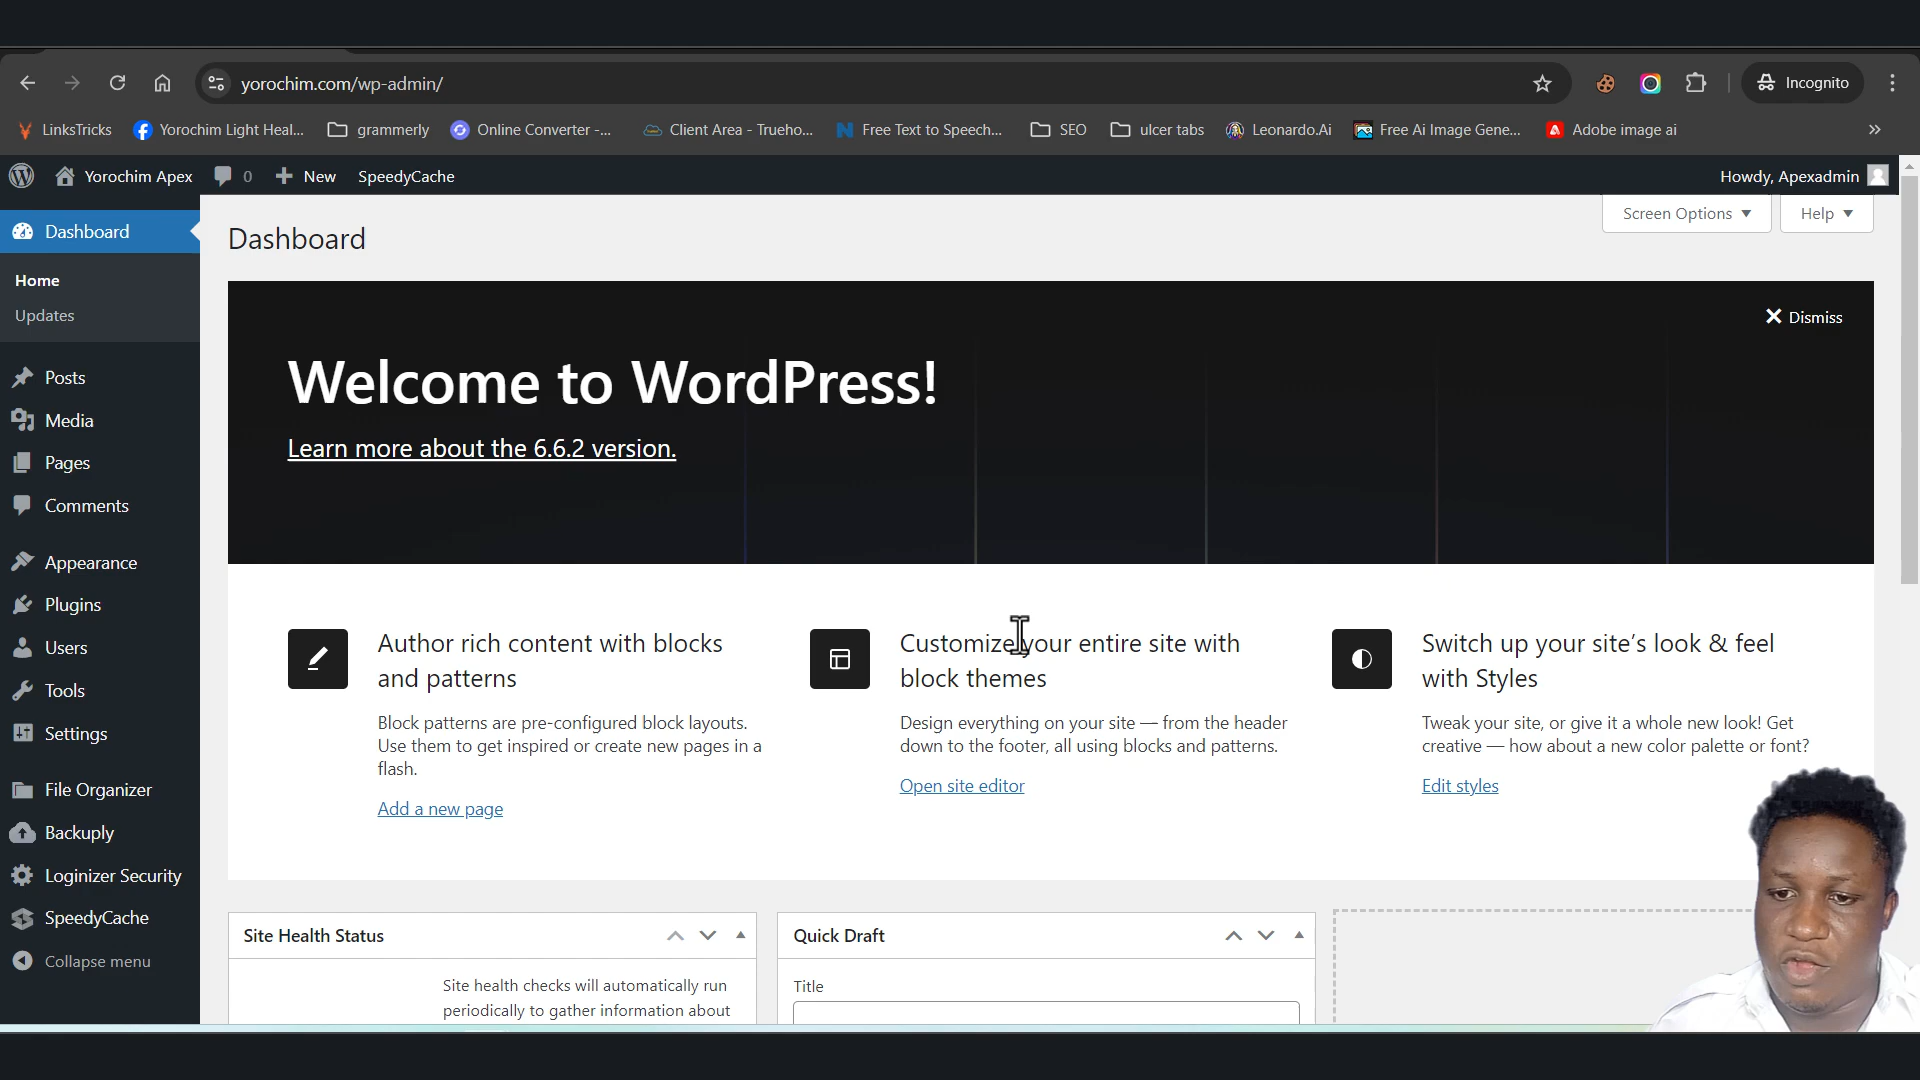 yorochim.com/wp-admin/
Incognito
LinksTricks
Yorochim Light Heal...
grammerly
Online Converter -...
Client Area - Trueho...
Free Text to Speech...
SEO
ulcer tabs
Leonardo.Ai
Free Ai Image Gene...
Adobe image ai
Yorochim Apex
0
New
SpeedyCache
Howdy, Apexadmin
Dashboard
Home
Updates
Posts
Media
Pages
Comments
Appearance
Plugins
Users
Tools
Settings
File Organizer
Backuply
Loginizer Security
SpeedyCache
Collapse menu
Screen Options
Help
Dashboard
Dismiss
Welcome to WordPress!
Learn more about the 6.6.2 version.
Author rich content with blocks
and patterns
Block patterns are pre-configured block layouts.
Use them to get inspired or create new pages in a
flash.
Add a new page
Customize your entire site with
block themes
Design everything on your site — from the header
down to the footer, all using blocks and patterns.
Open site editor
Switch up your site’s look & feel
with Styles
Tweak your site, or give it a whole new look! Get
creative — how about a new color palette or font?
Edit styles
Site Health Status
Site health checks will automatically run
periodically to gather information about
Quick Draft
Title